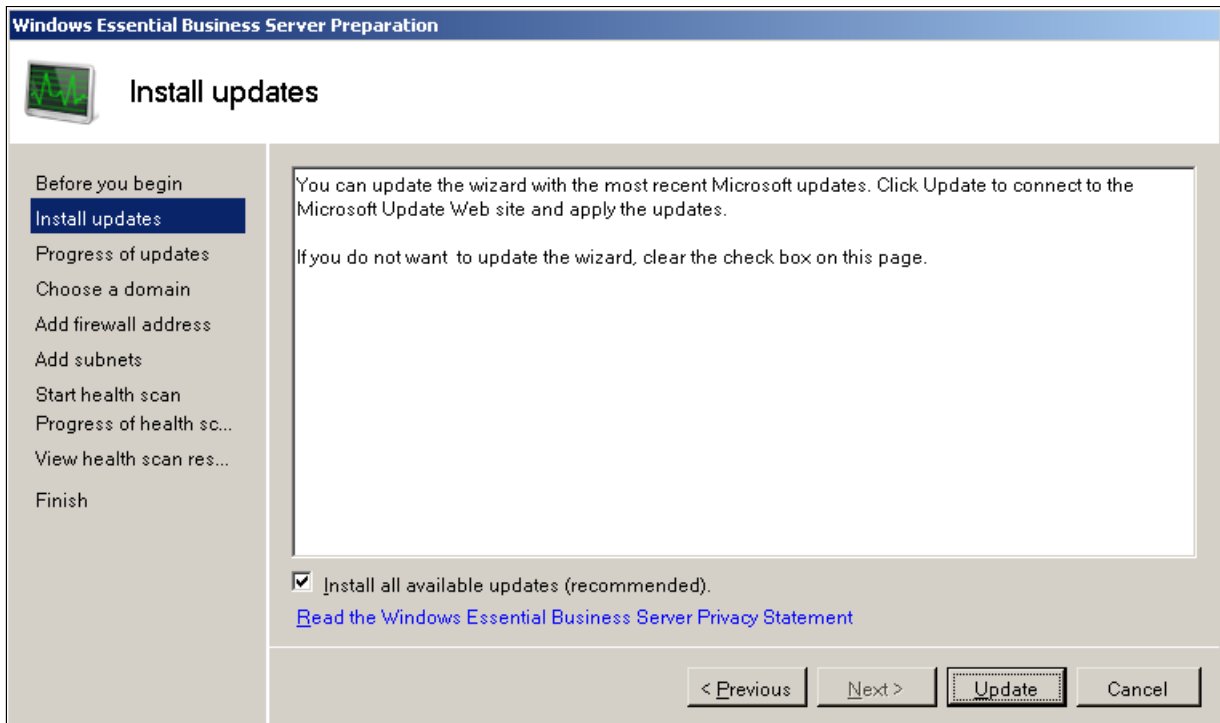 Windows Essential Business Server Preparation
Install updates
Before you begin
Install updates
Progress of updates
Choose a domain
Add firewall address
Add subnets
Start health scan
Progress of health sc...
View health scan res...
Finish
You can update the wizard with the most recent Microsoft updates. Click Update to connect to the
Microsoft Update Web site and apply the updates.
If you do not want to update the wizard, clear the check box on this page.
Install all available updates (recommended).
Read the Windows Essential Business Server Privacy Statement
< Previous
Next >
Update
Cancel